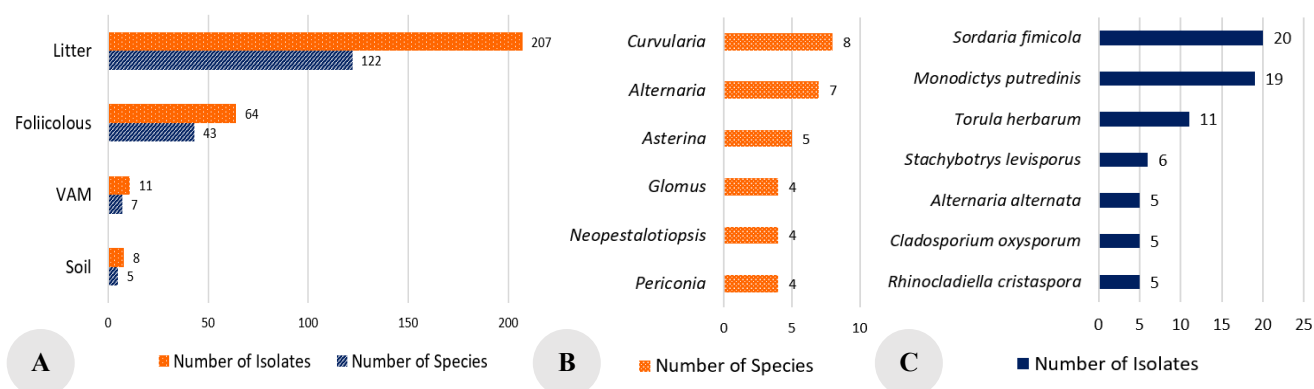 Litter
207
122
Foliicolous
64
43
VAM
11
7
Soil
8
5
0 50 100 150 200
A
Number of Isolates Number of Species
Curvularia 8
Alternaria 7
Asterina 5
Glomus 4
Neopestalotiopsis 4
Periconia 4
0 5 10
B
Number of Species
Sordaria fimicola 20
Monodictys putredinis 19
Torula herbarum 11
Stachybotrys levisporus 6
Alternaria alternata 5
Cladosporium oxysporum 5
Rhinocladiella cristaspora 5
0 5 10 15 20 25
C
Number of Isolates